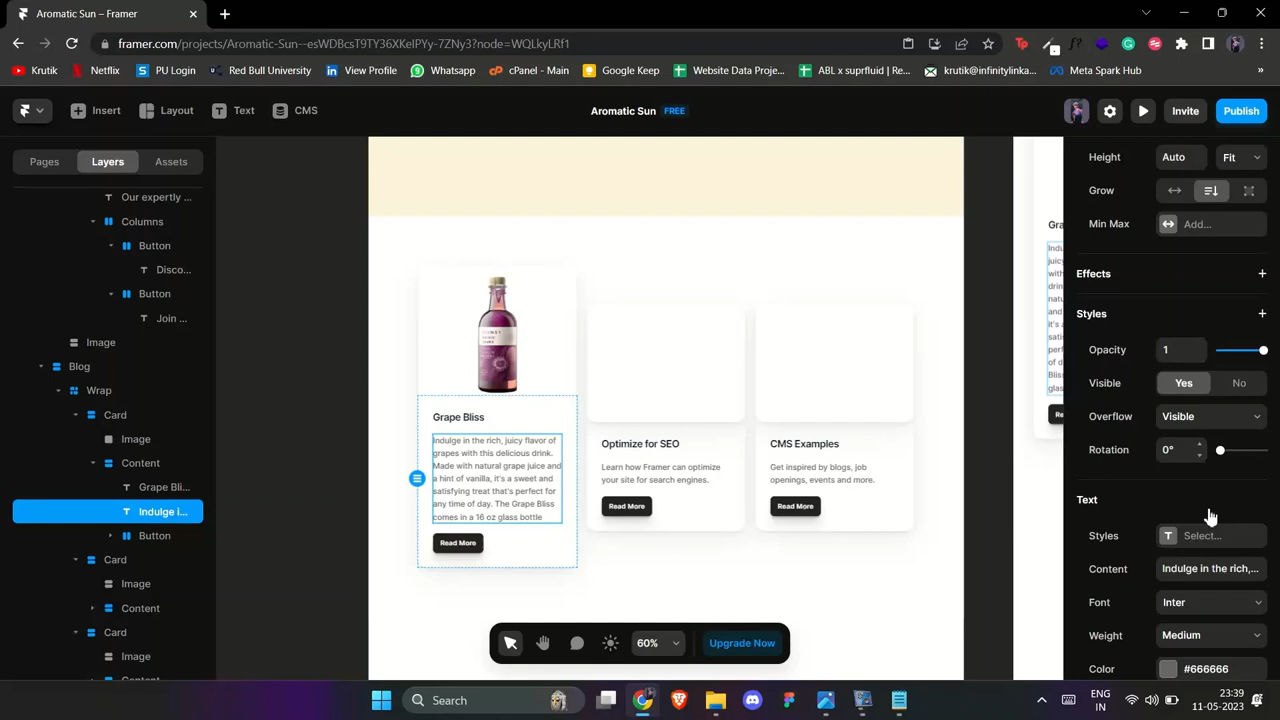 Aromatic Sun – Framer
framer.com/projects/Aromatic-Sun--esWDBcsT9TY36XKeIPYy-7ZNy3?node=WQLkyLRf1
Krutik
Netflix
PU Login
Red Bull University
View Profile
Whatsapp
cPanel - Main
Google Keep
Website Data Proje...
ABL x suprfluid | Re...
krutik@infinitylinka...
Meta Spark Hub
Insert
Layout
Text
CMS
Aromatic Sun FREE
Invite
Publish
Pages
Layers
Assets
Our expertly ...
Columns
Button
Disco...
Button
Join ...
Image
Blog
Wrap
Card
Image
Content
Grape Bli...
Indulge i...
Button
Card
Image
Content
Card
Image
Grape Bliss
Indulge in the rich, juicy flavor of
grapes with this delicious drink.
Made with natural grape juice and
a hint of vanilla, it's a sweet and
satisfying treat that's perfect for
any time of day. The Grape Bliss
comes in a 16 oz glass bottle
Read More
Optimize for SEO
Learn how Framer can optimize
your site for search engines.
Read More
CMS Examples
Get inspired by blogs, job
openings, events and more.
Read More
60%
Upgrade Now
Height Auto Fit
Grow
Min Max Add...
Effects
Styles
Opacity 1
Visible Yes No
Overflow Visible
Rotation 0°
Text
Styles Select...
Content Indulge in the rich,...
Font Inter
Weight Medium
Color #666666
Search
ENG
IN
23:39
11-05-2023